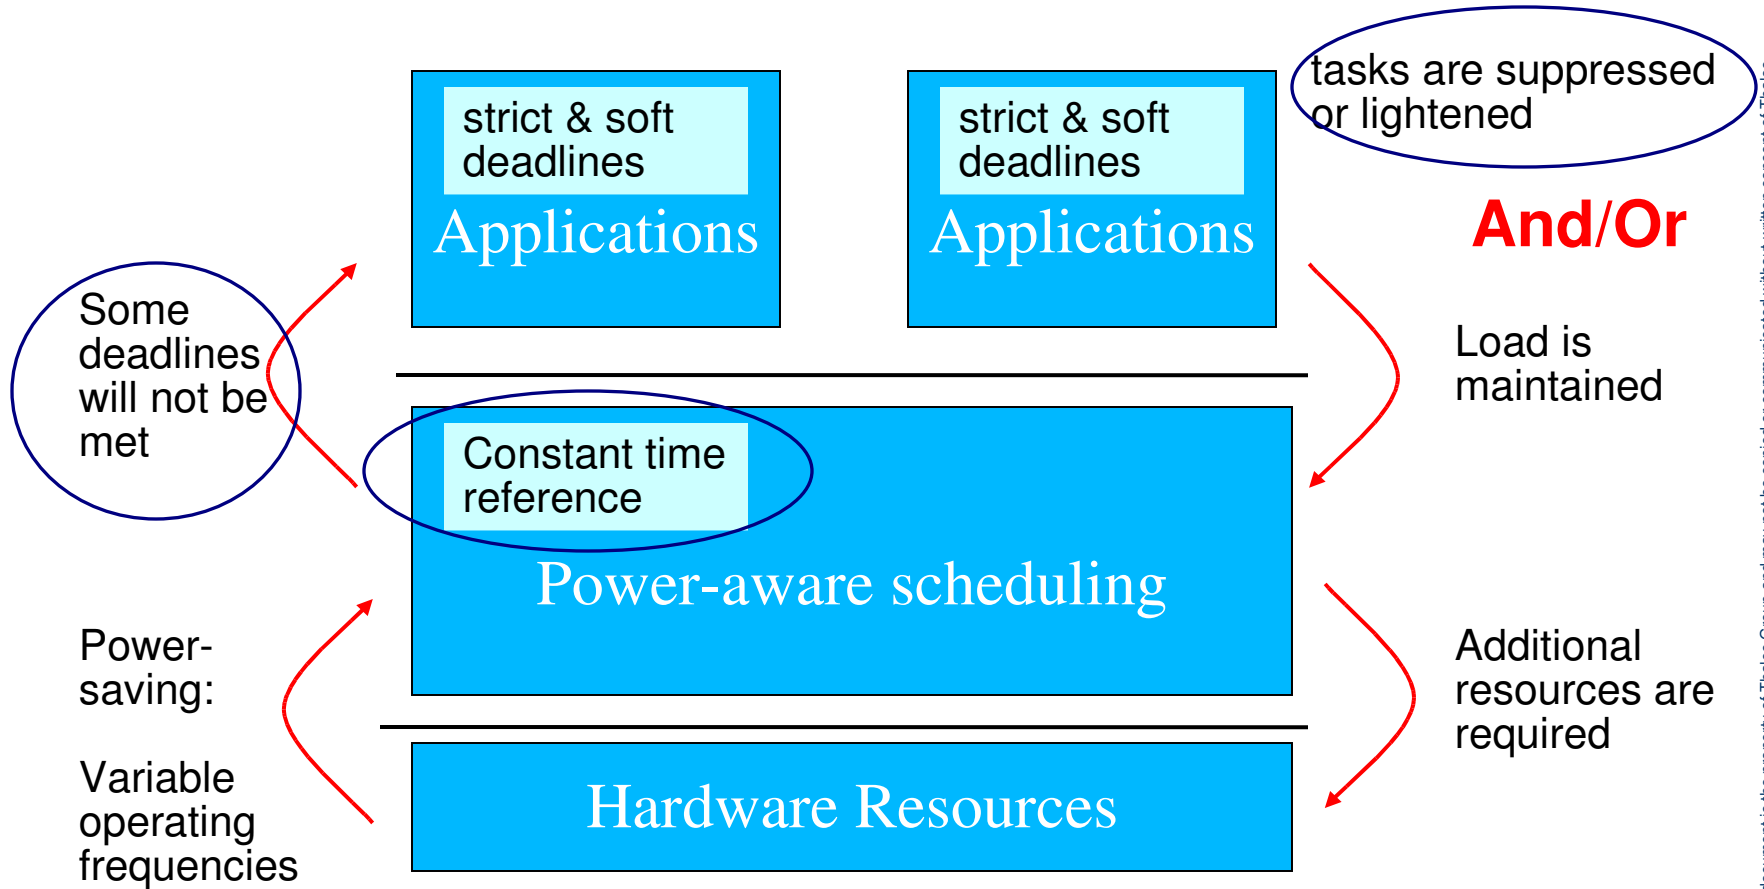 strict & soft
deadlines
Applications
strict & soft
deadlines
Applications
tasks are suppressed
or lightened
And/Or
Some
deadlines
will not be
met
Load is
maintained
Constant time
reference
Power-aware scheduling
Power-
saving:
Variable
operating
frequencies
Additional
resources are
required
Hardware Resources